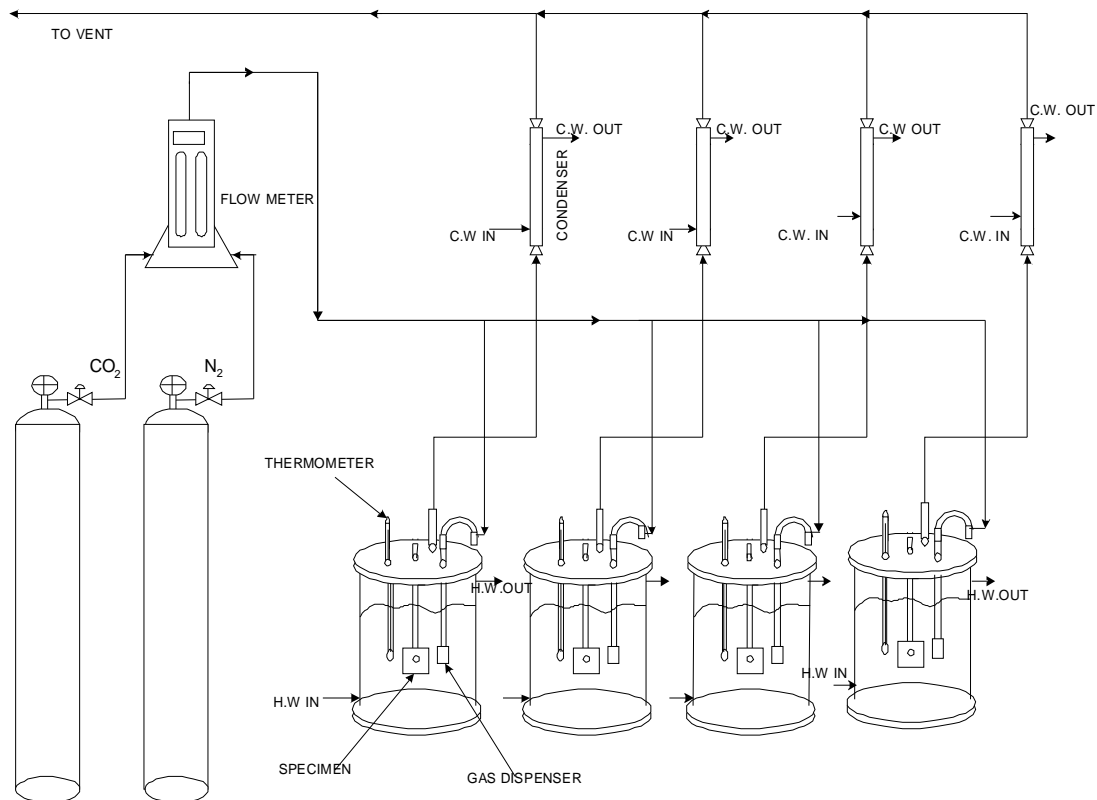 TO VENT
C.W. OUT
C.W. OUT
C.W OUT
C.W. OUT
CONDENSER
FLOW METER
C.W IN
C.W IN
C.W. IN
C.W. IN
CO2
N2
THERMOMETER
H.W.OUT
H.W.OUT
H.W IN
H.W IN
SPECIMEN
GAS DISPENSER